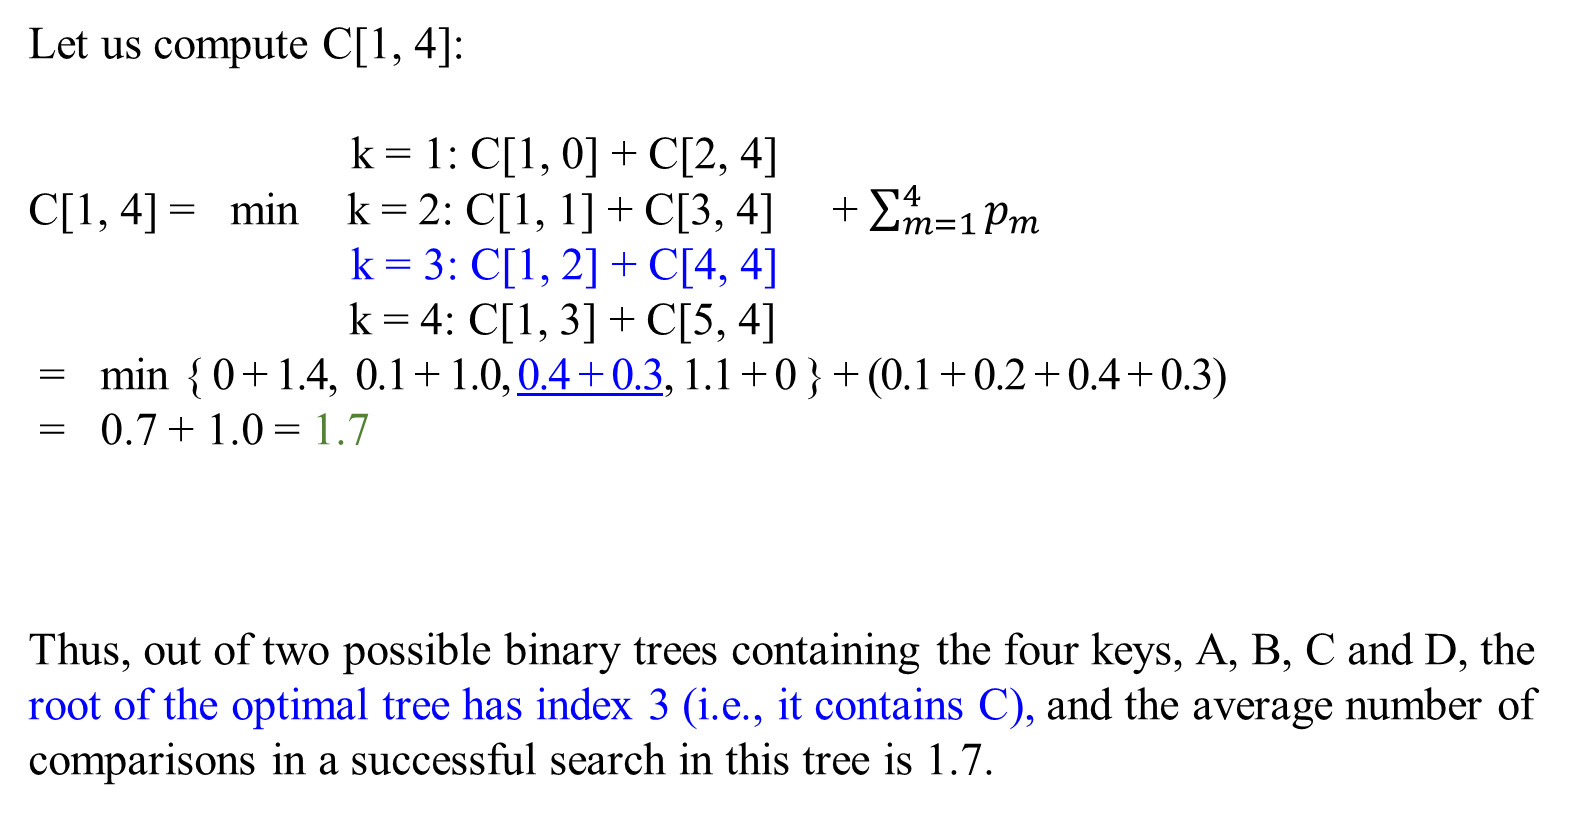 Let us compute C[1, 4]:
k = 1: C[1, 0] + C[2, 4]
C[1, 4] = min k = 2: C[1, 1] + C[3, 4] + ∑⁴ₘ₌₁ pₘ
k = 3: C[1, 2] + C[4, 4]
k = 4: C[1, 3] + C[5, 4]
= min { 0 + 1.4, 0.1 + 1.0, 0.4 + 0.3, 1.1 + 0 } + (0.1 + 0.2 + 0.4 + 0.3)
= 0.7 + 1.0 = 1.7
Thus, out of two possible binary trees containing the four keys, A, B, C and D, the
root of the optimal tree has index 3 (i.e., it contains C), and the average number of
comparisons in a successful search in this tree is 1.7.